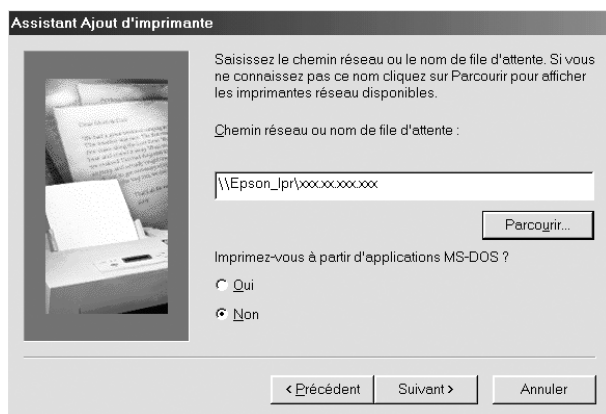 Assistant Ajout d'imprimante
Saisissez le chemin réseau ou le nom de file d'attente. Si vous
ne connaissez pas ce nom cliquez sur Parcourir pour afficher
les imprimantes réseau disponibles.
Chemin réseau ou nom de file d'attente :
\\Epson_lpr\xxx.xx.xxx.xxx
Parcourir...
Imprimez-vous à partir d'applications MS-DOS ?
Oui
Non
< Précédent Suivant > Annuler